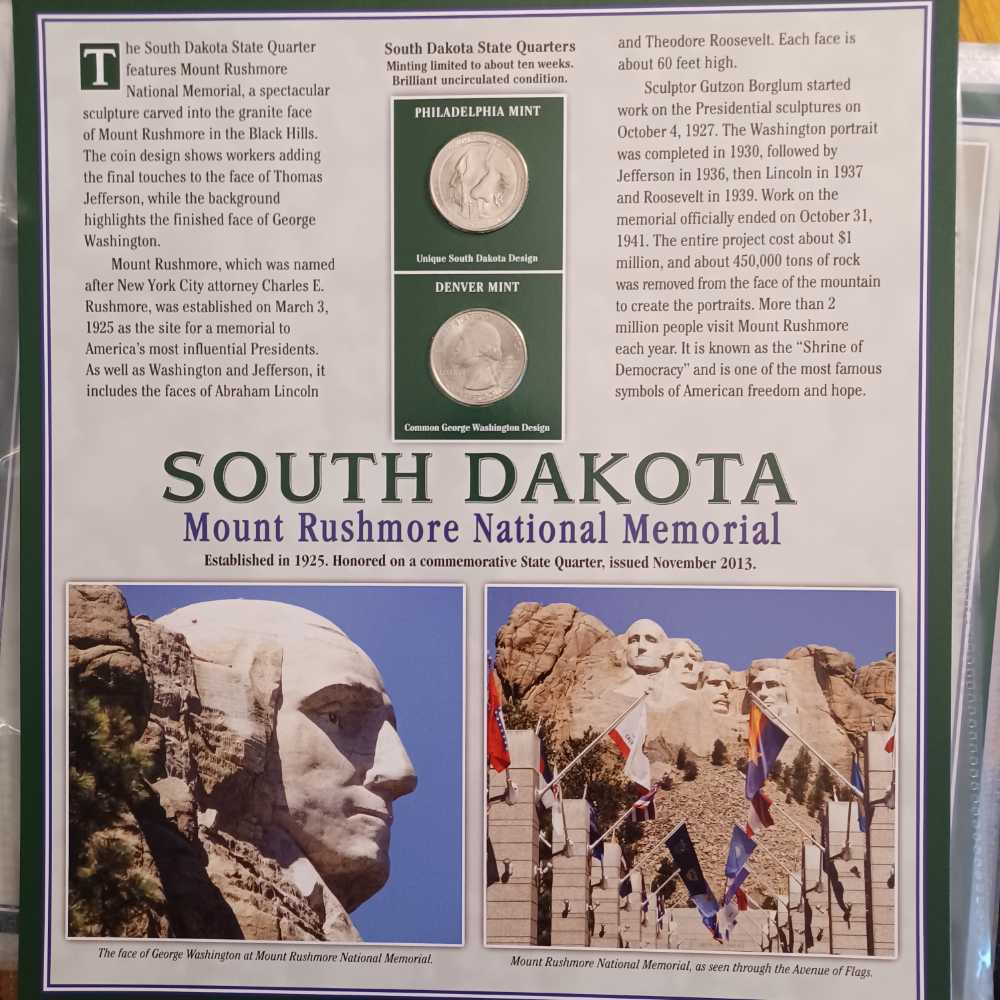 The South Dakota State Quarter
features Mount Rushmore
National Memorial, a spectacular
sculpture carved into the granite face
of Mount Rushmore in the Black Hills.
The coin design shows workers adding
the final touches to the face of Thomas
Jefferson, while the background
highlights the finished face of George
Washington.
Mount Rushmore, which was named
after New York City attorney Charles E.
Rushmore, was established on March 3,
1925 as the site for a memorial to
America's most influential Presidents.
As well as Washington and Jefferson, it
includes the faces of Abraham Lincoln
South Dakota State Quarters
Minting limited to about ten weeks.
Brilliant uncirculated condition.
PHILADELPHIA MINT
Unique South Dakota Design
DENVER MINT
Common George Washington Design
and Theodore Roosevelt. Each face is
about 60 feet high.
Sculptor Gutzon Borglum started
work on the Presidential sculptures on
October 4, 1927. The Washington portrait
was completed in 1930, followed by
Jefferson in 1936, then Lincoln in 1937
and Roosevelt in 1939. Work on the
memorial officially ended on October 31,
1941. The entire project cost about $1
million, and about 450,000 tons of rock
was removed from the face of the mountain
to create the portraits. More than 2
million people visit Mount Rushmore
each year. It is known as the “Shrine of
Democracy” and is one of the most famous
symbols of American freedom and hope.
SOUTH DAKOTA
Mount Rushmore National Memorial
Established in 1925. Honored on a commemorative State Quarter, issued November 2013.
The face of George Washington at Mount Rushmore National Memorial.
Mount Rushmore National Memorial, as seen through the Avenue of Flags.